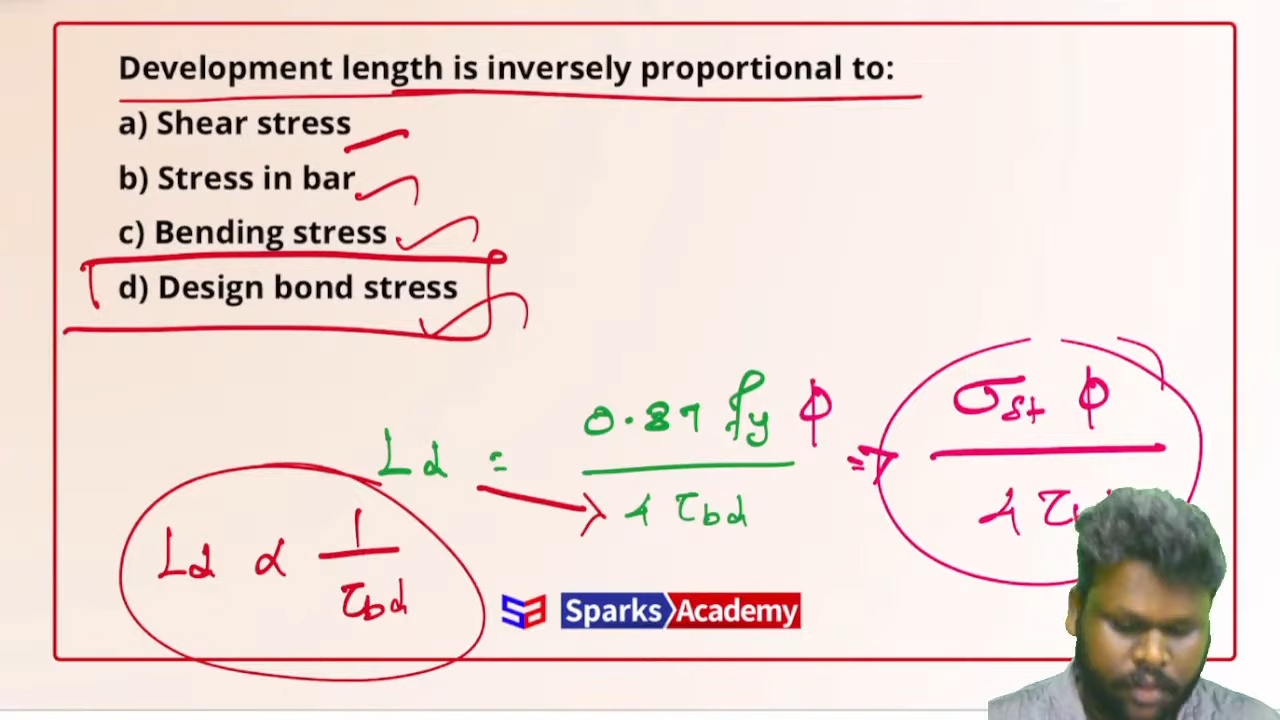 Development length is inversely proportional to:
a) Shear stress
b) Stress in bar
c) Bending stress
d) Design bond stress
Ld = 0.87 fy ϕ / 4 τbd => σst ϕ / 4 τ
Ld ∝ 1 / τbd
Sparks Academy